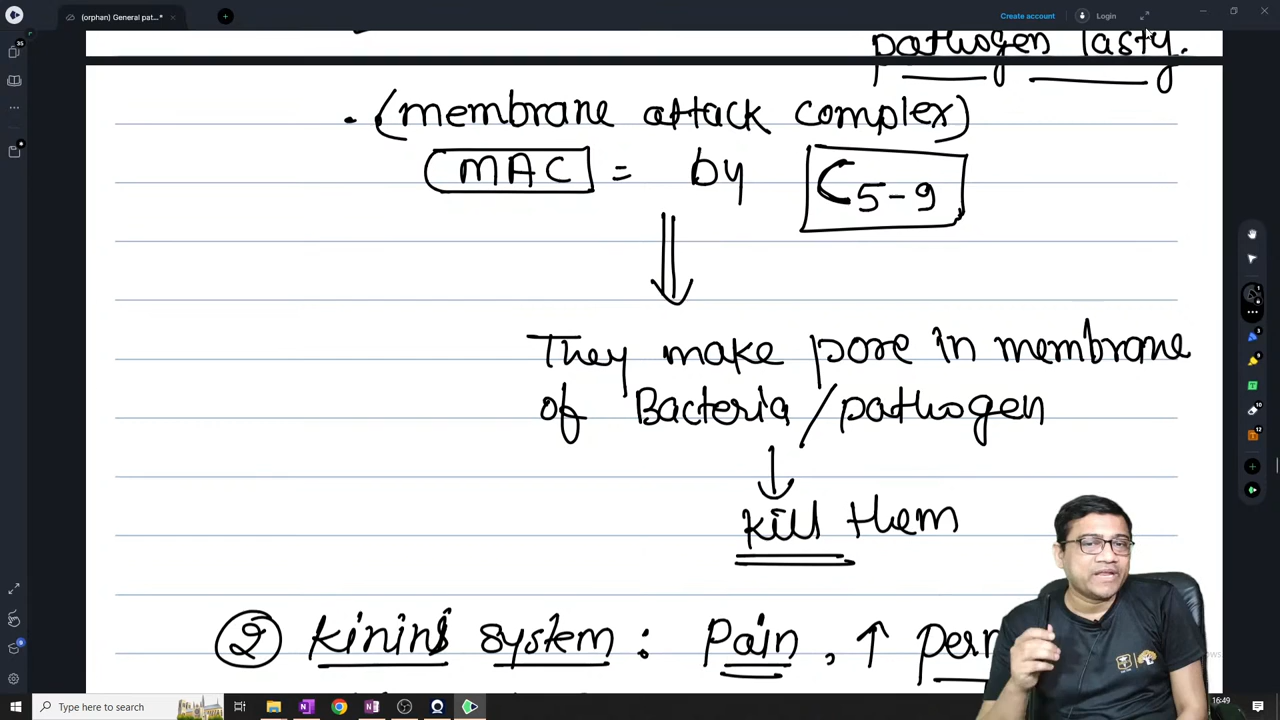 (orphan) General pat...*
Create account
Login
35
pathogen tasty.
. (membrane attack complex)
MAC = by C5-9
They make pore in membrane
of Bacteria/pathogen
kill them
② kinins system : Pain, ↑ perm
Type here to search
16:49